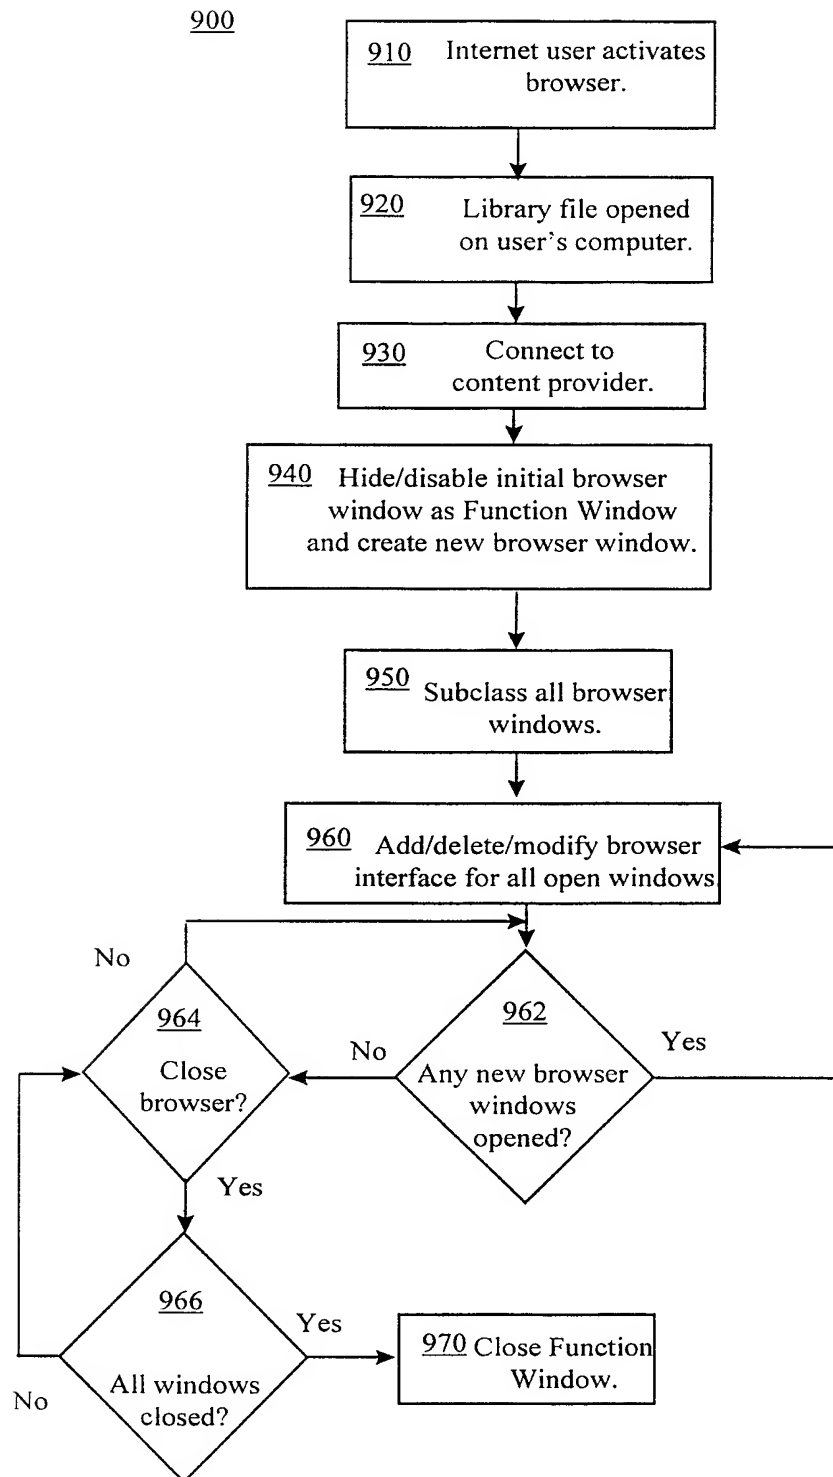 900
910 Internet user activates
browser.
920 Library file opened
on user's computer.
930 Connect to
content provider.
940 Hide/disable initial browser
window as Function Window
and create new browser window.
950 Subclass all browser
windows.
960 Add/delete/modify browser
interface for all open windows
No
964
Close
browser?
No
962
Any new browser
windows
opened?
Yes
Yes
966
All windows
closed?
Yes
No
970 Close Function
Window.